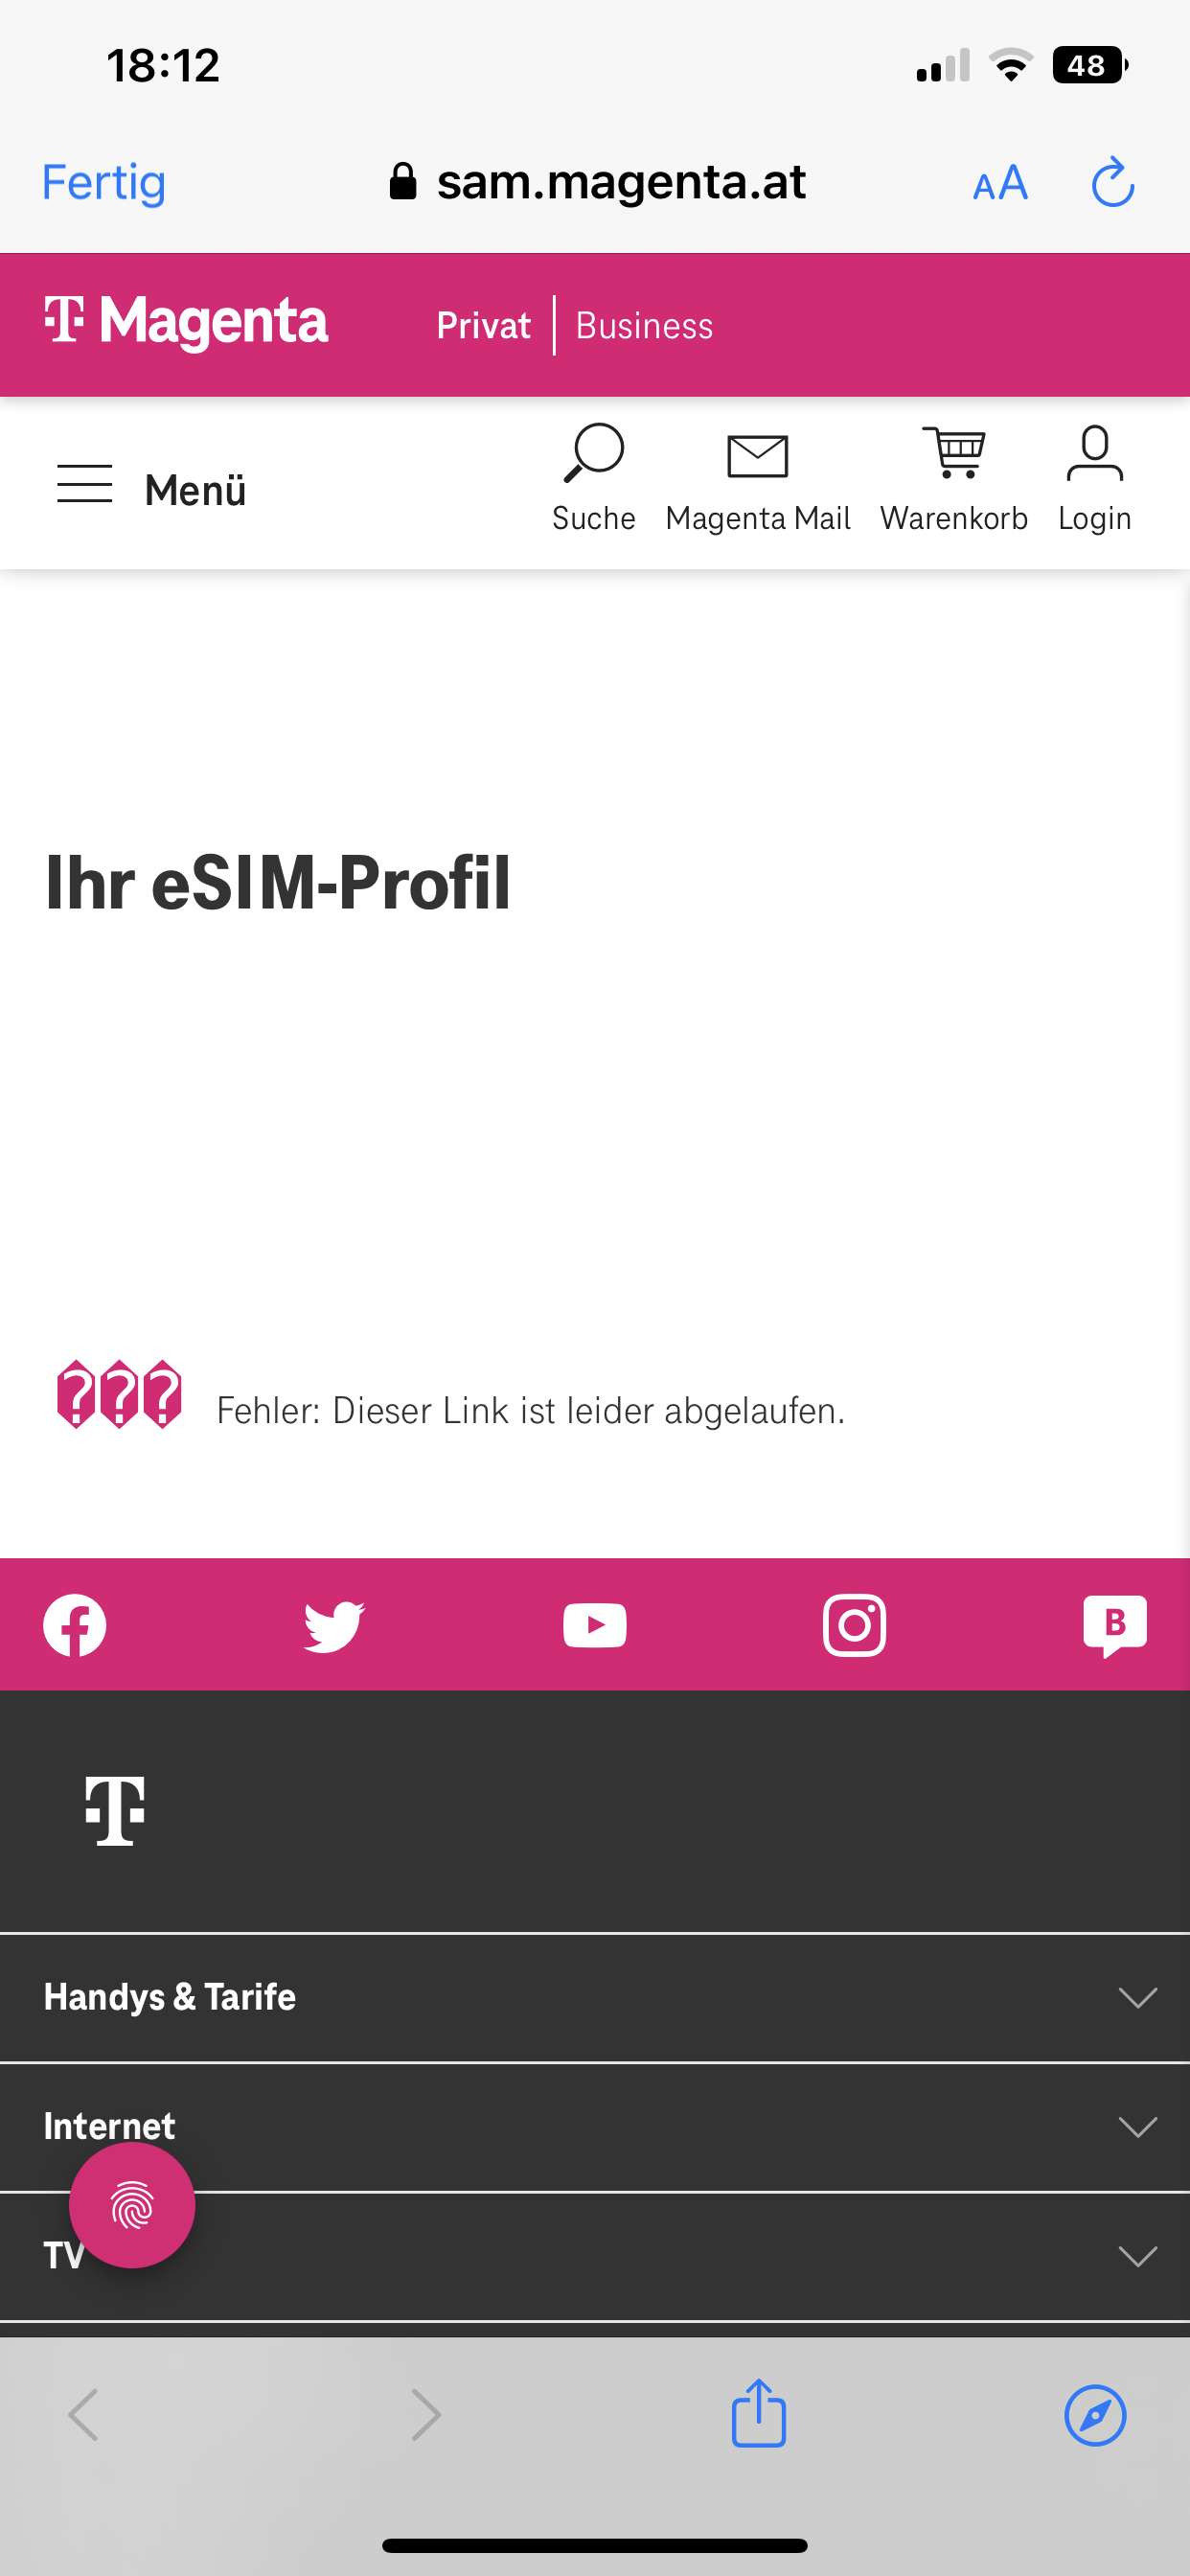 18:12
48
Fertig
sam.magenta.at
AA
T Magenta
Privat
Business
Menü
Suche
Magenta Mail
Warenkorb
Login
Ihr eSIM-Profil
��� Fehler: Dieser Link ist leider abgelaufen.
B
T
Handys & Tarife
Internet
TV